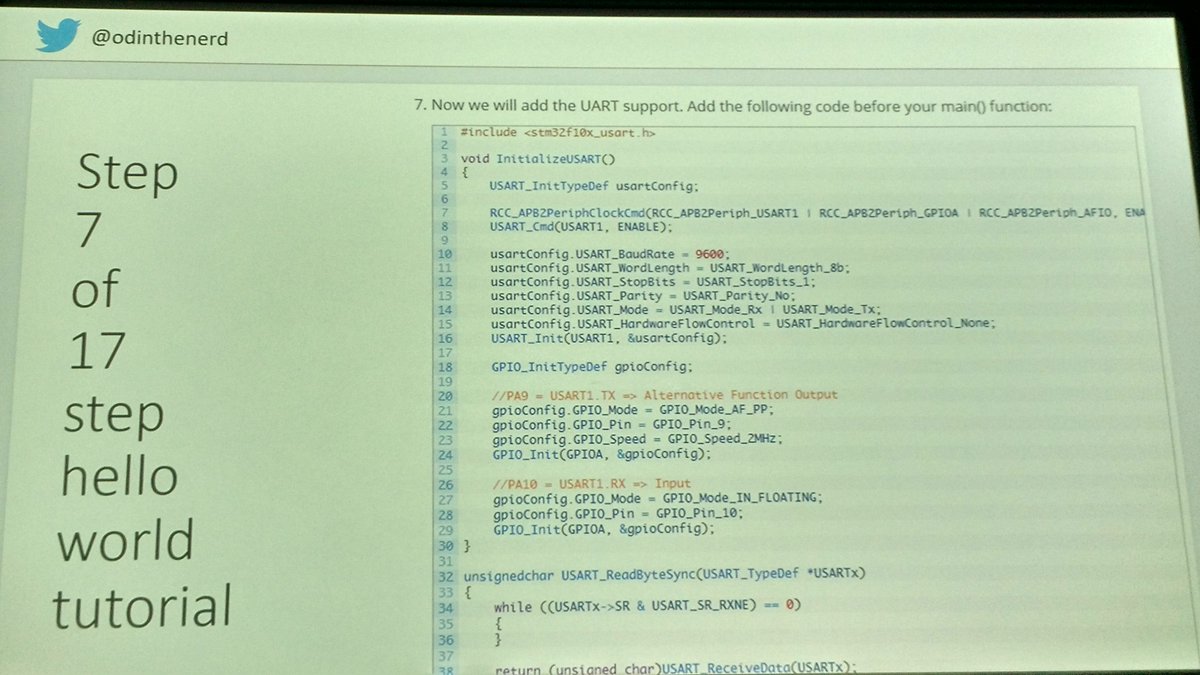 @odinthenerd
Step
7
of
17
step
hello
world
tutorial
7. Now we will add the UART support. Add the following code before your main() function:
1 #include <stm32f10x_usart.h>
2
3 void InitializeUSART()
4 {
5 USART_InitTypeDef usartConfig;
6
7 RCC_APB2PeriphClockCmd(RCC_APB2Periph_USART1 | RCC_APB2Periph_GPIOA | RCC_APB2Periph_AFIO, ENA
8 USART_Cmd(USART1, ENABLE);
9
10 usartConfig.USART_BaudRate = 9600;
11 usartConfig.USART_WordLength = USART_WordLength_8b;
12 usartConfig.USART_StopBits = USART_StopBits_1;
13 usartConfig.USART_Parity = USART_Parity_No;
14 usartConfig.USART_Mode = USART_Mode_Rx | USART_Mode_Tx;
15 usartConfig.USART_HardwareFlowControl = USART_HardwareFlowControl_None;
16 USART_Init(USART1, &usartConfig);
17
18 GPIO_InitTypeDef gpioConfig;
19
20 //PA9 = USART1.TX => Alternative Function Output
21 gpioConfig.GPIO_Mode = GPIO_Mode_AF_PP;
22 gpioConfig.GPIO_Pin = GPIO_Pin_9;
23 gpioConfig.GPIO_Speed = GPIO_Speed_2MHz;
24 GPIO_Init(GPIOA, &gpioConfig);
25
26 //PA10 = USART1.RX => Input
27 gpioConfig.GPIO_Mode = GPIO_Mode_IN_FLOATING;
28 gpioConfig.GPIO_Pin = GPIO_Pin_10;
29 GPIO_Init(GPIOA, &gpioConfig);
30 }
31
32 unsignedchar USART_ReadByteSync(USART_TypeDef *USARTx)
33 {
34 while ((USARTx->SR & USART_SR_RXNE) == 0)
35 {
36 }
37
38 return (unsigned char)USART_ReceiveData(USARTx);